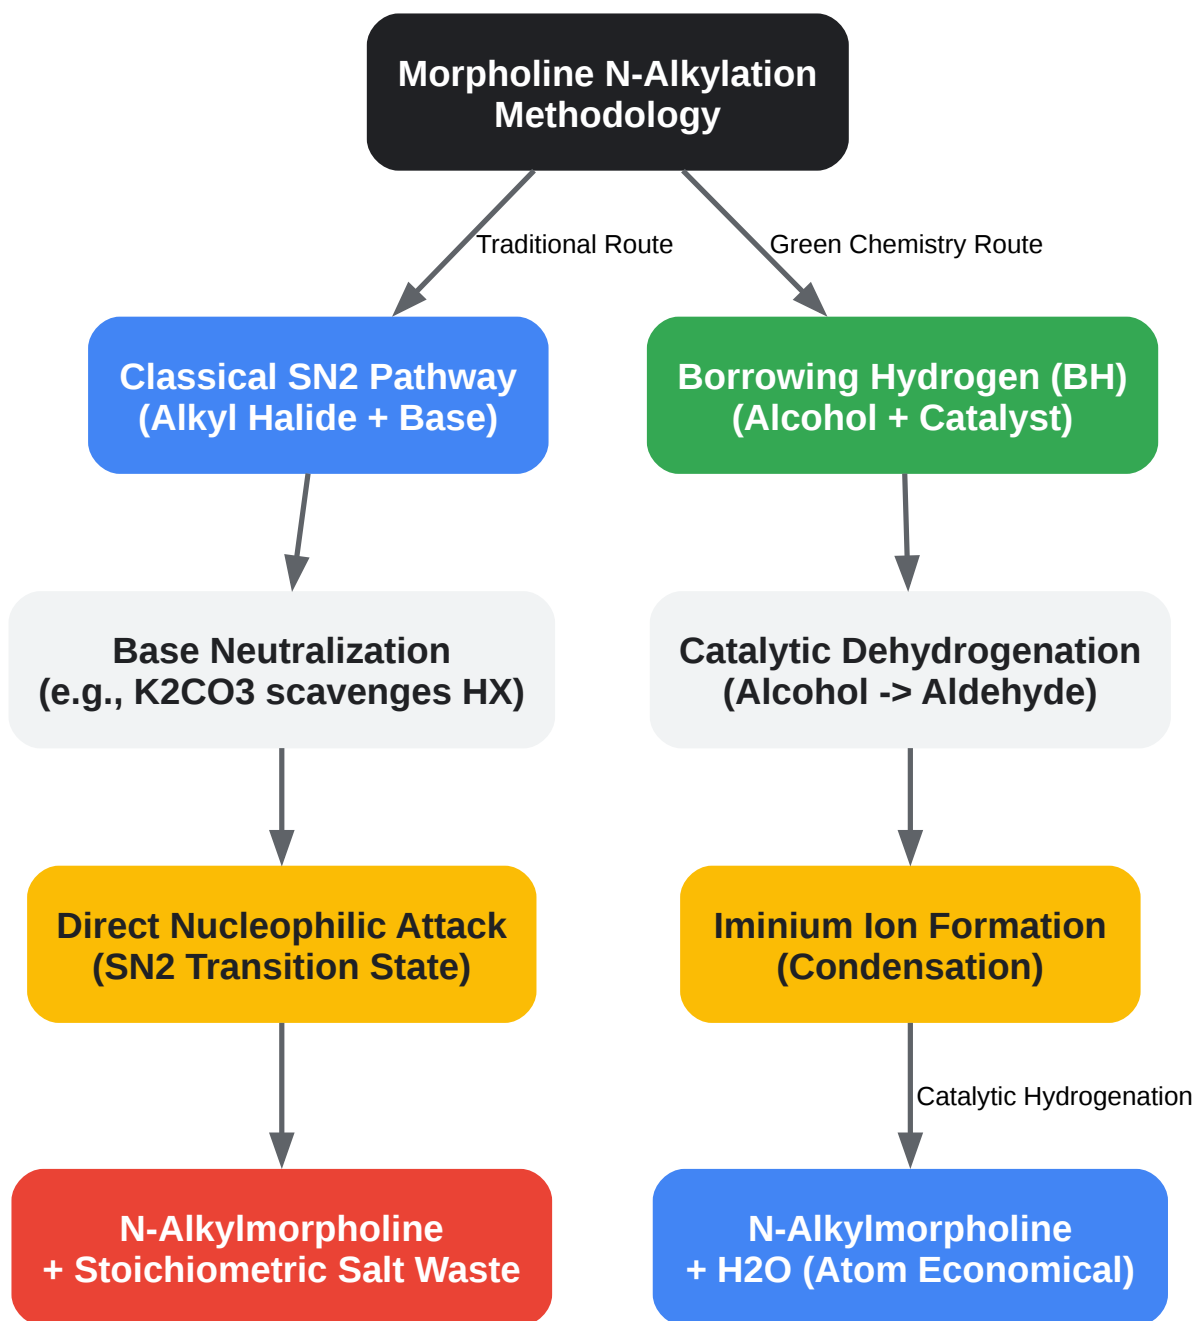 Morpholine N-Alkylation
Methodology
Traditional Route
Green Chemistry Route
Classical SN2 Pathway
(Alkyl Halide + Base)
Borrowing Hydrogen (BH)
(Alcohol + Catalyst)
Base Neutralization
(e.g., K2CO3 scavenges HX)
Catalytic Dehydrogenation
(Alcohol -> Aldehyde)
Direct Nucleophilic Attack
(SN2 Transition State)
Iminium Ion Formation
(Condensation)
Catalytic Hydrogenation
N-Alkylmorpholine
+ Stoichiometric Salt Waste
N-Alkylmorpholine
+ H2O (Atom Economical)